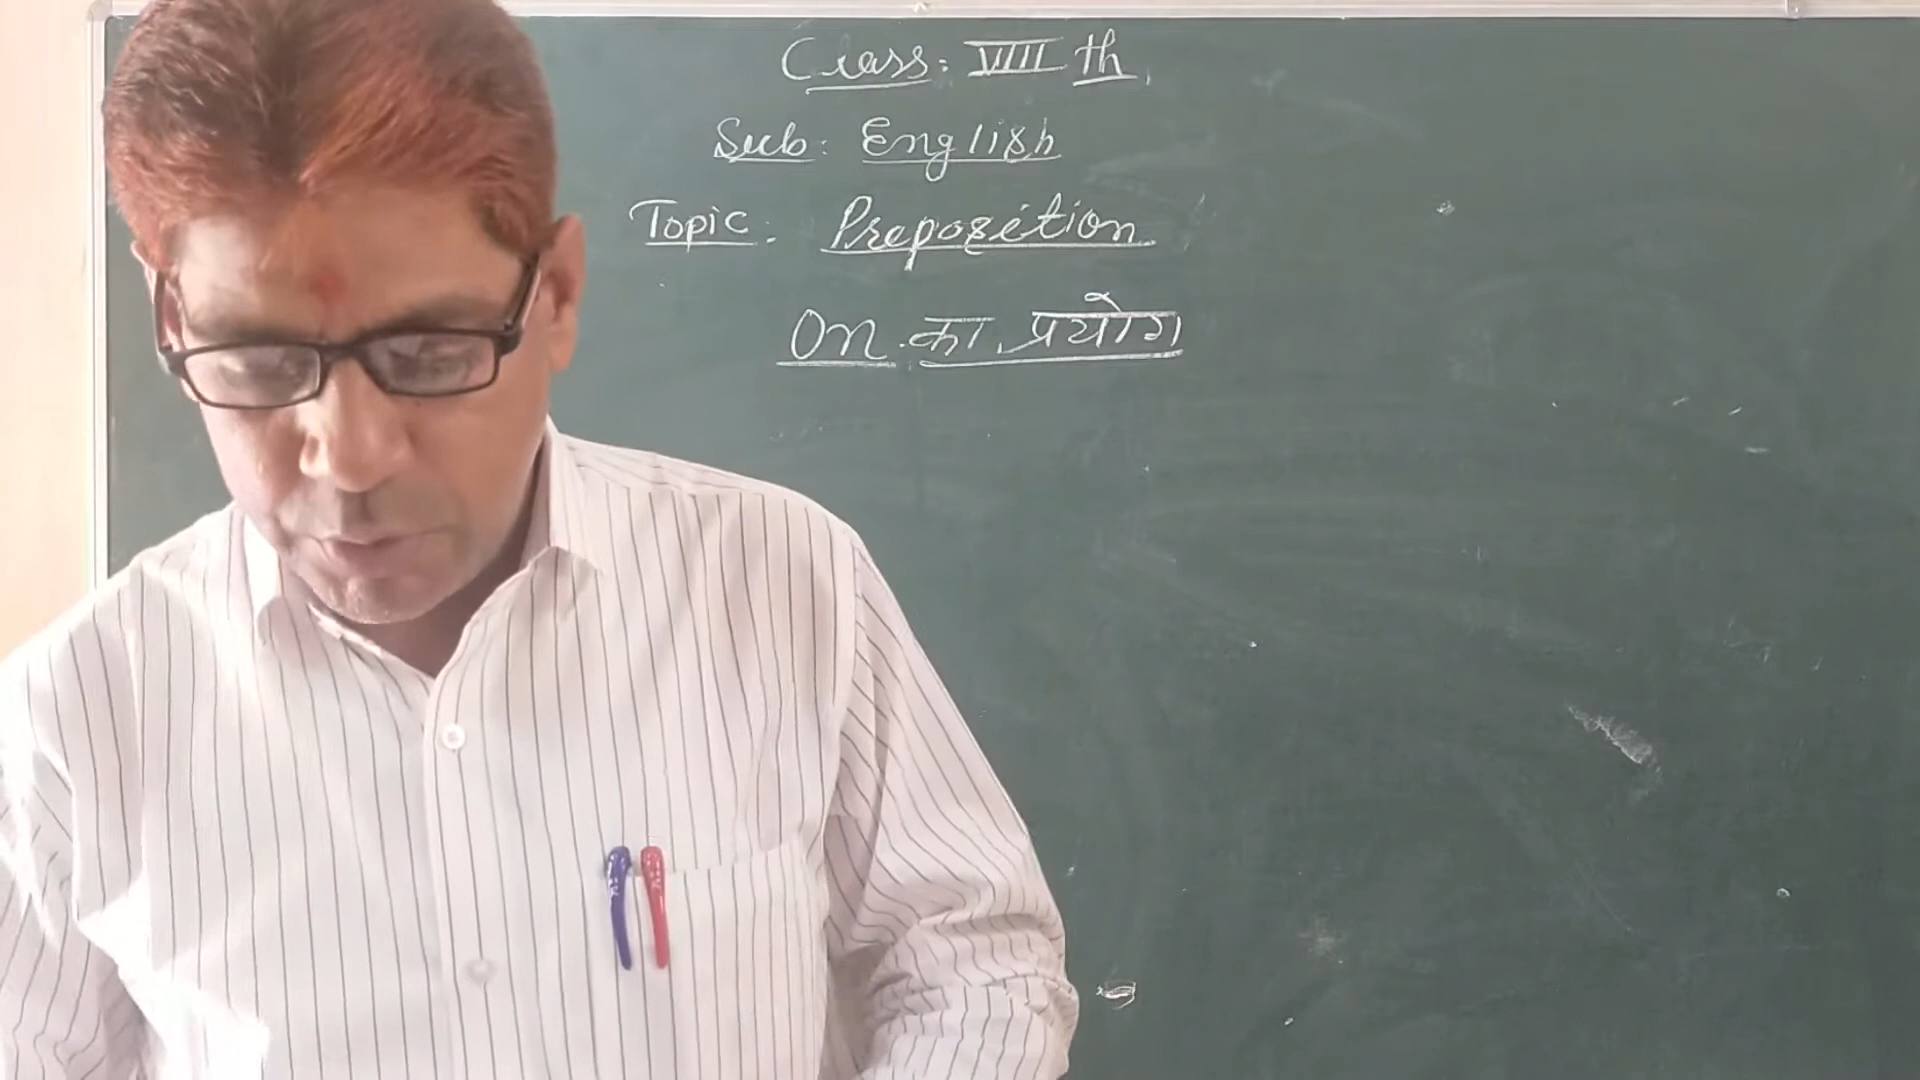 Class: VIII th
Sub: English
Topic: Preposition
On का प्रयोग